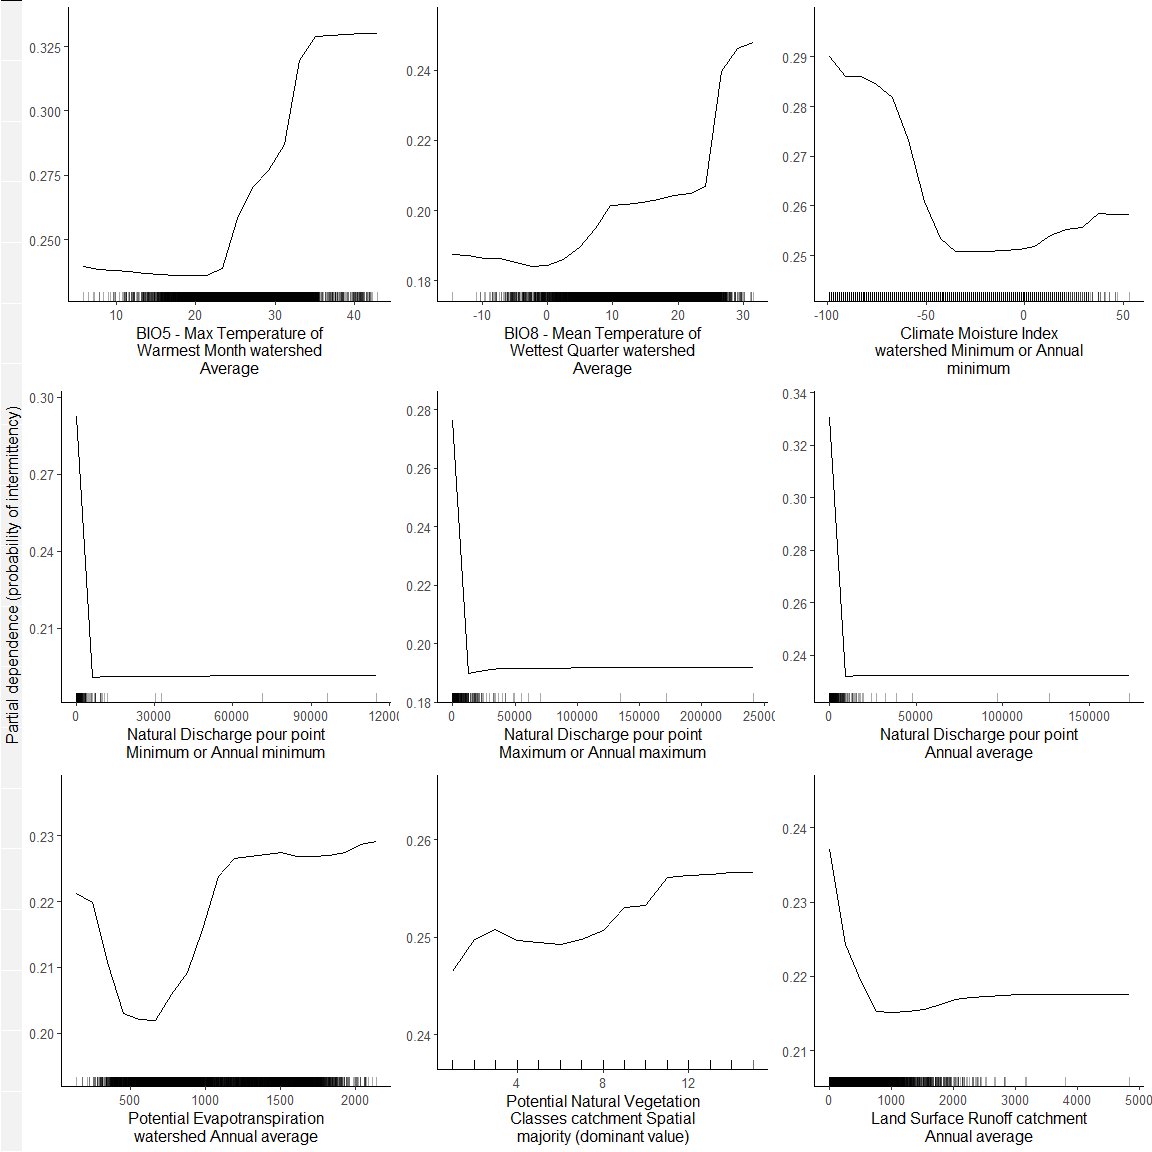 Partial dependence (probability of intermittency)
0.325
0.300
0.275
0.250
10 20 30 40
BIO5 - Max Temperature of
Warmest Month watershed
Average
0.24
0.22
0.20
0.18
-10 0 10 20 30
BIO8 - Mean Temperature of
Wettest Quarter watershed
Average
0.29
0.28
0.27
0.26
0.25
-100 -50 0 50
Climate Moisture Index
watershed Minimum or Annual
minimum
0.30
0.27
0.24
0.21
0 30000 60000 90000 12000
Natural Discharge pour point
Minimum or Annual minimum
0.28
0.26
0.24
0.22
0.20
0.18
0 50000 100000 150000 200000 25000
Natural Discharge pour point
Maximum or Annual maximum
0.34
0.32
0.30
0.28
0.26
0.24
0 50000 100000 150000
Natural Discharge pour point
Annual average
0.23
0.22
0.21
0.20
500 1000 1500 2000
Potential Evapotranspiration
watershed Annual average
0.26
0.25
0.24
4 8 12
Potential Natural Vegetation
Classes catchment Spatial
majority (dominant value)
0.24
0.23
0.22
0.21
0 1000 2000 3000 4000 5000
Land Surface Runoff catchment
Annual average